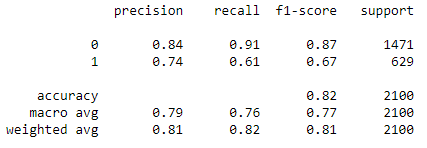 precision recall f1-score support
0 0.84 0.91 0.87 1471
1 0.74 0.61 0.67 629
accuracy 0.82 2100
macro avg 0.79 0.76 0.77 2100
weighted avg 0.81 0.82 0.81 2100